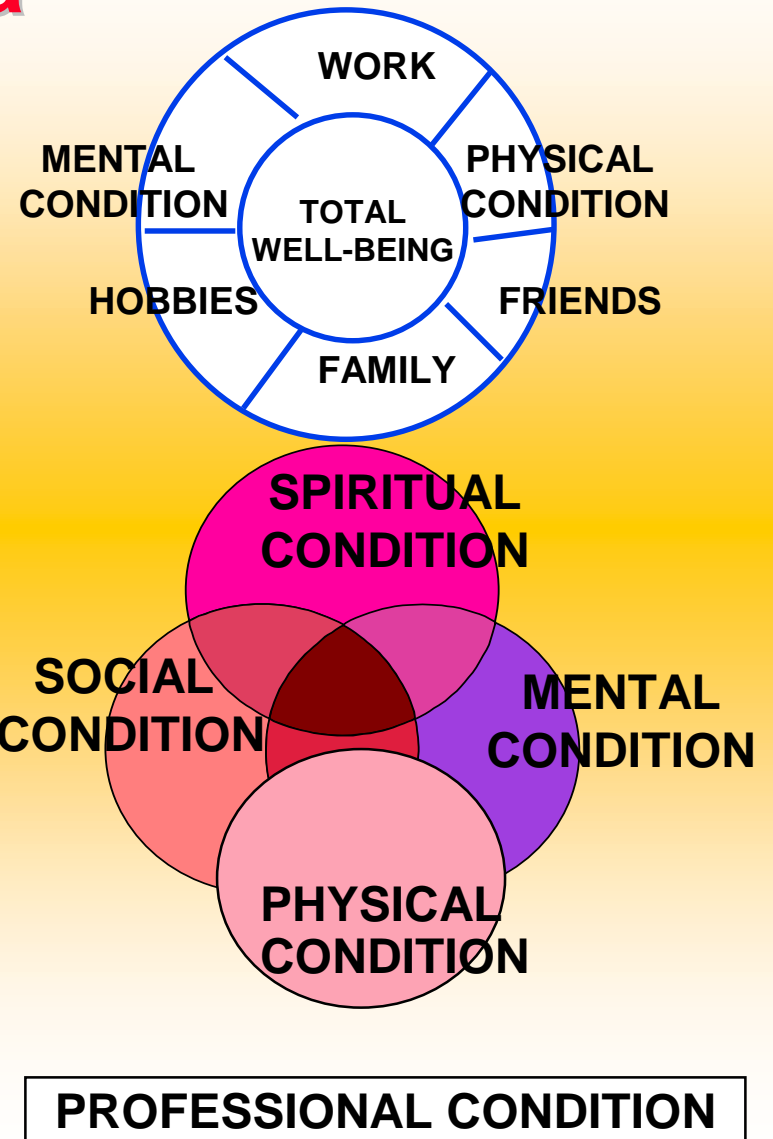 WORK
MENTAL
CONDITION
PHYSICAL
CONDITION
TOTAL
WELL-BEING
HOBBIES
FRIENDS
FAMILY
SPIRITUAL
CONDITION
SOCIAL
CONDITION
MENTAL
CONDITION
PHYSICAL
CONDITION
PROFESSIONAL CONDITION